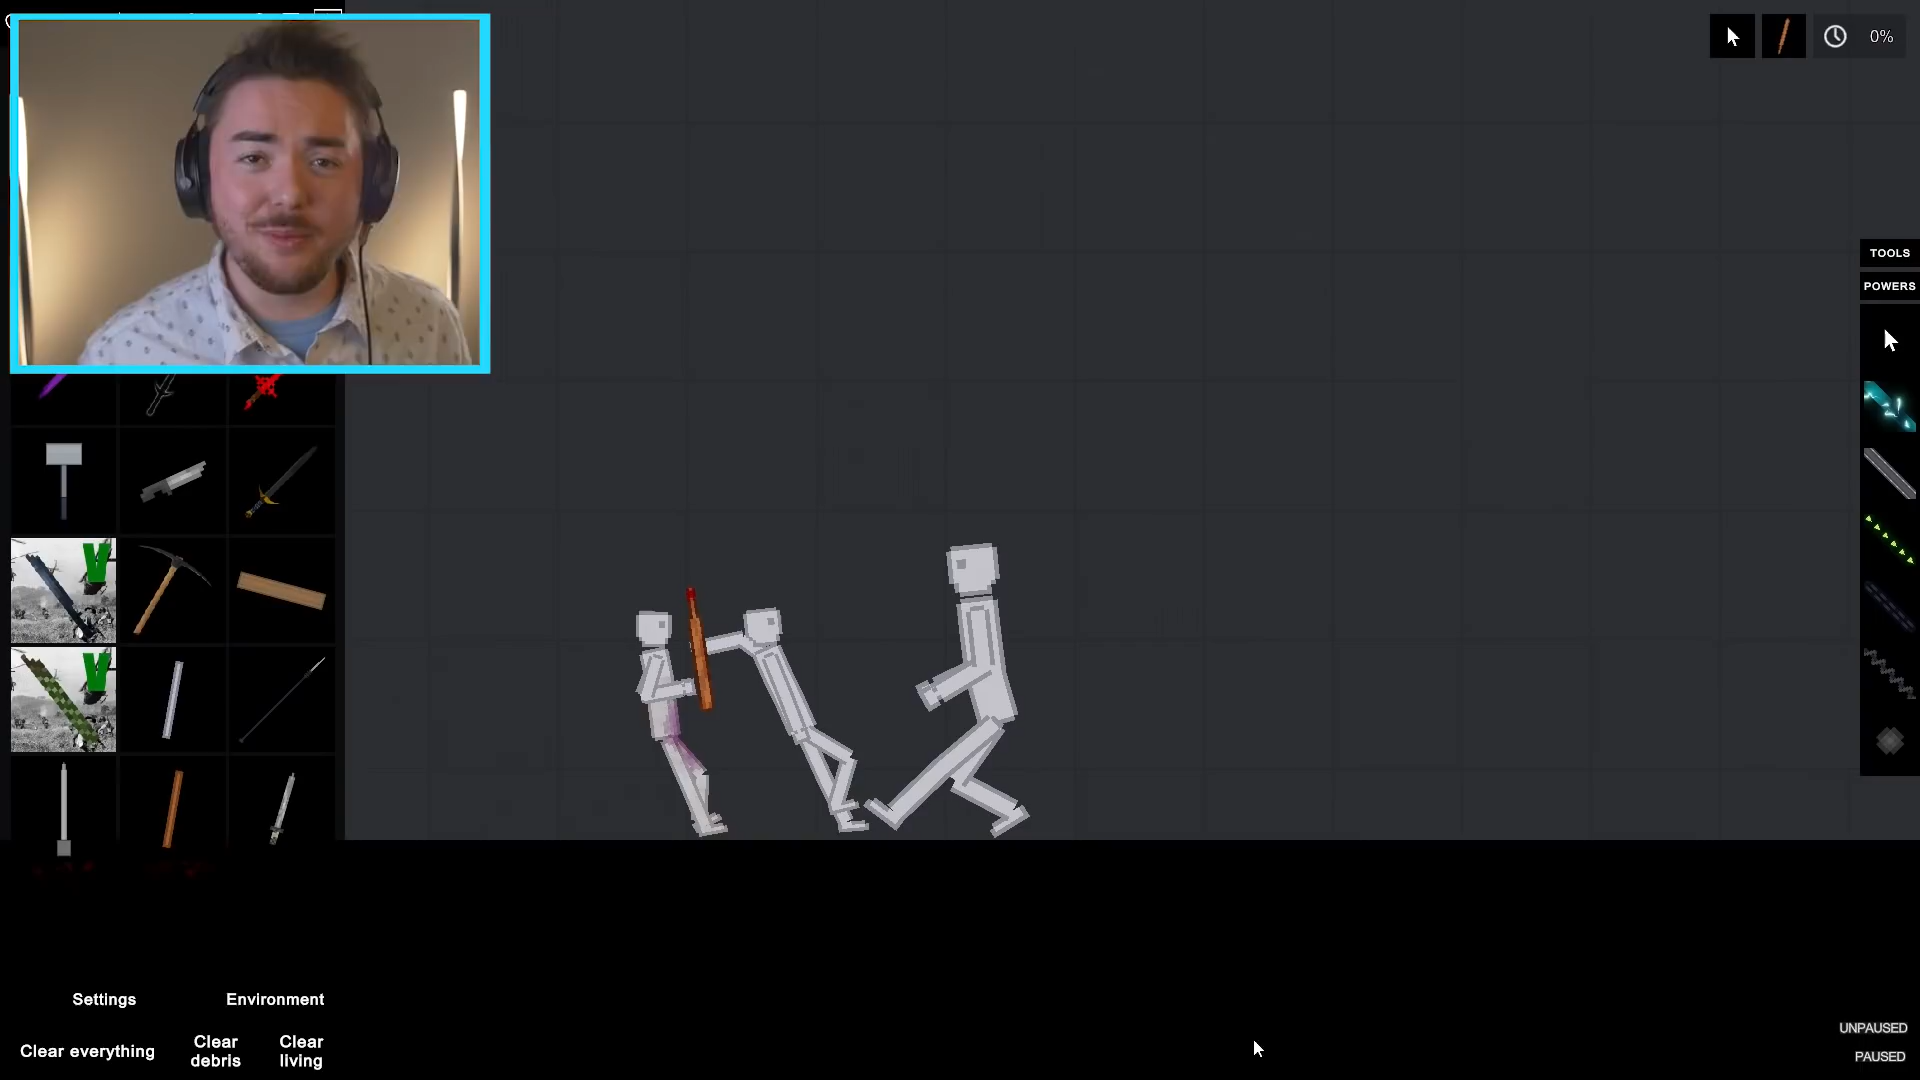 0%
TOOLS
POWERS
V
V
Settings
Environment
Clear everything
Clear
debris
Clear
living
UNPAUSED
PAUSED